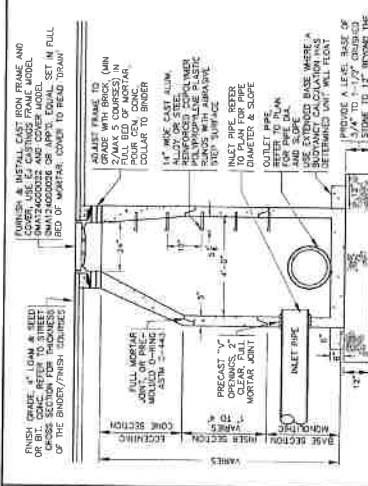 FINISH GRADE, 4" LOAM & SEED
OR BIT. CONC. REFER TO STREET
CROSS SECTION FOR THICKNESS
OF THE BINDER/FINISH COURSES
FURNISH & INSTALL CAST IRON FRAME AND
COVER, USE EJ CASTINGS FRAME MODEL
AND COVER MODEL
OR APP'D. EQUAL, SET IN FULL
BED OF MORTAR. COVER TO READ "DRAIN"
ADJUST FRAME TO
GRADE WITH BRICK, (MIN
2/MAX 5 COURSES) IN
FULL BED OF MORTAR,
POUR CEM. CONC.
COLLAR TO BINDER
14" WIDE CAST ALUM.
ALLOY OR STEEL
REINFORCED COPOLYMER
POLYPROPYLENE PLASTIC
RUNGS WITH ABRASIVE
STEP SURFACE
INLET PIPE, REFER
TO PLAN FOR PIPE
DIAMETER & SLOPE
OUTLET PIPE,
REFER TO PLAN
FOR PIPE DIA.
AND SLOPE
USE EXTENDED BASE WHERE A
BUOYANCY CALCULATION HAS
DETERMINED UNIT WILL FLOAT
PROVIDE A LEVEL BASE OF
3/4" TO 1-1/2" CRUSHED
STONE TO 12" BEYOND THE
FULL MORTAR
JOINT, OR PRE-
MOLDED O-RING
ASTM C-443
PRECAST "V"
OPENINGS, 2"
CLEAR, FULL
MORTAR JOINT
INLET PIPE
24"
12"
5"
4'-0"
5"
6"
12"
VARIES
ECCENTRIC
CONE SECTION
RISER SECTION
VARIES
1' TO 4'
MONOLITHIC
BASE SECTION